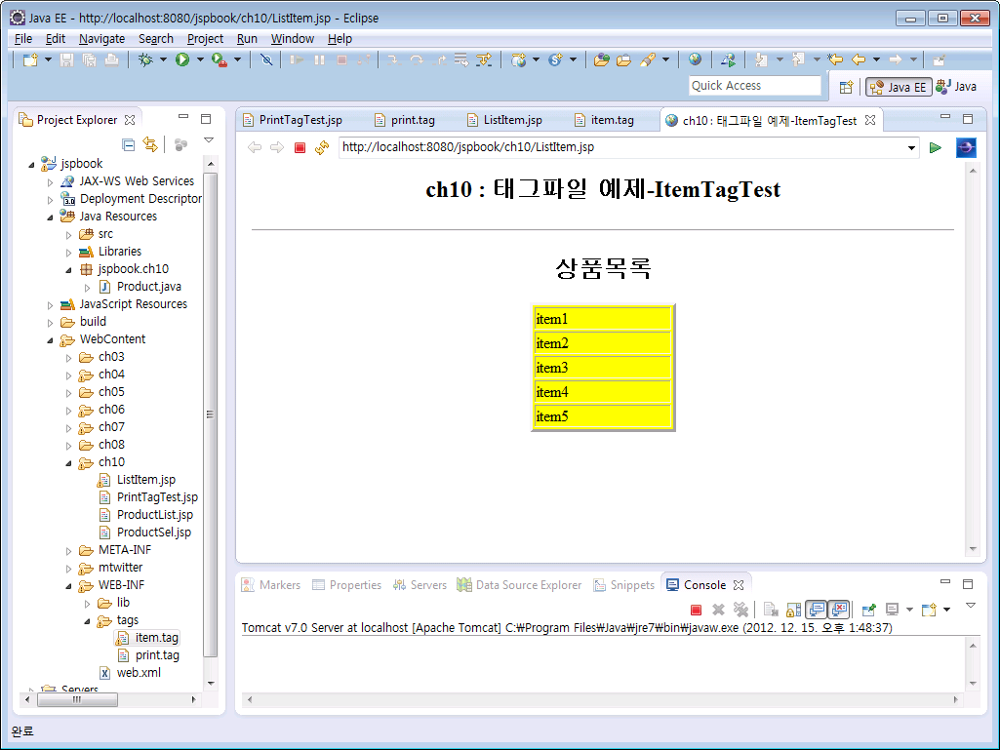 Java EE - http://localhost:8080/jspbook/ch10/ListItem.jsp - Eclipse
File Edit Navigate Search Project Run Window Help
Quick Access
Java EE
Java
Project Explorer
jspbook
JAX-WS Web Services
Deployment Descriptor
Java Resources
src
Libraries
jspbook.ch10
Product.java
JavaScript Resources
build
WebContent
ch03
ch04
ch05
ch06
ch07
ch08
ch10
ListItem.jsp
PrintTagTest.jsp
ProductList.jsp
ProductSel.jsp
META-INF
mtwitter
WEB-INF
lib
tags
item.tag
print.tag
web.xml
Servers
PrintTagTest.jsp print.tag ListItem.jsp item.tag ch10 : 태그파일 예제-ItemTagTest
http://localhost:8080/jspbook/ch10/ListItem.jsp
ch10 : 태그파일 예제-ItemTagTest
상품목록
item1
item2
item3
item4
item5
Markers Properties Servers Data Source Explorer Snippets Console
Tomcat v7.0 Server at localhost [Apache Tomcat] C:₩Program Files₩Java₩jre7₩bin₩javaw.exe (2012. 12. 15. 오후 1:48:37)
완료